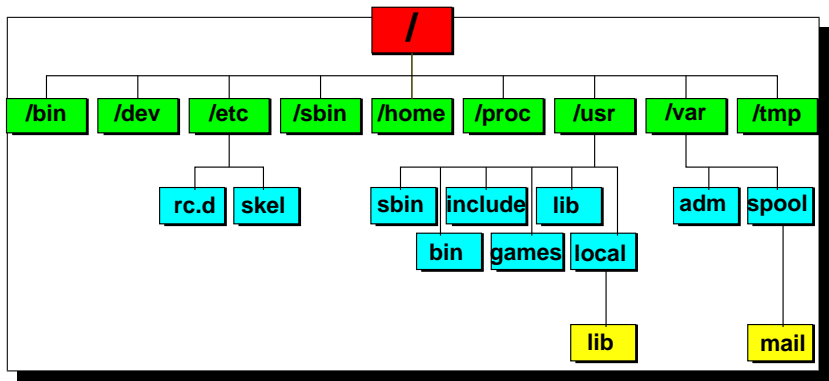 /
/bin /dev /etc /sbin /home /proc /usr /var /tmp
rc.d skel sbin include lib adm spool
bin games local
lib mail